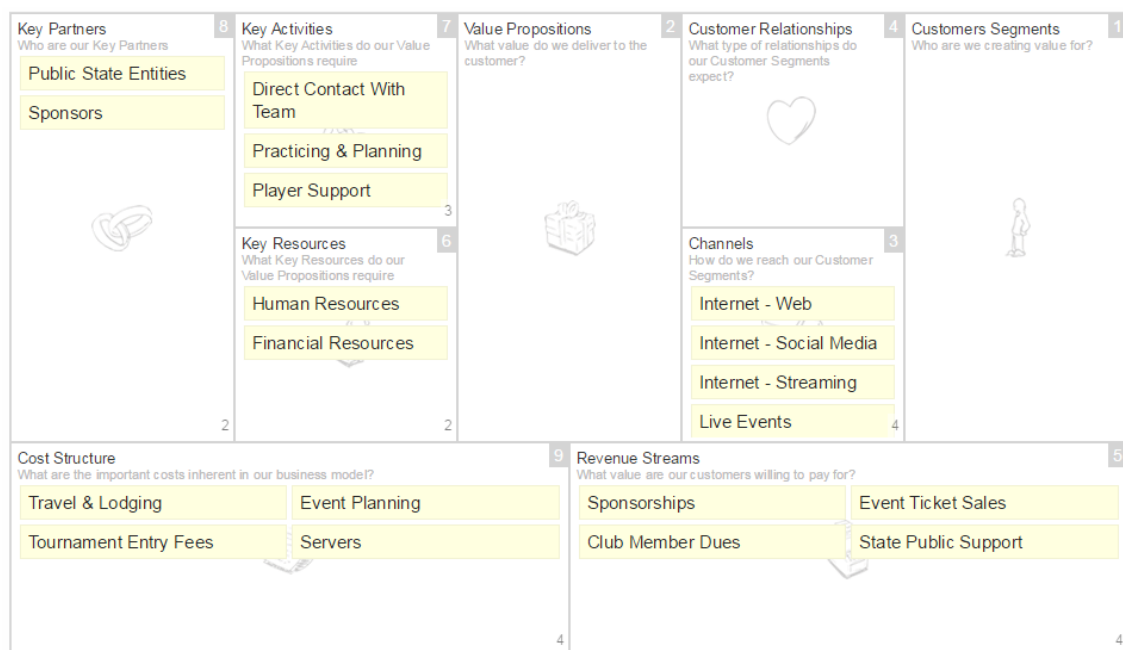 Key Partners
8
Who are our Key Partners
Public State Entities
Sponsors
2
Key Activities
7
What Key Activities do our Value
Propositions require
Direct Contact With
Team
Practicing & Planning
Player Support
3
Key Resources
6
What Key Resources do our
Value Propositions require
Human Resources
Financial Resources
2
Value Propositions
2
What value do we deliver to the
customer?
Customer Relationships
4
What type of relationships do
our Customer Segments
expect?
Channels
3
How do we reach our Customer
Segments?
Internet - Web
Internet - Social Media
Internet - Streaming
Live Events
4
Customers Segments
1
Who are we creating value for?
Cost Structure
9
What are the important costs inherent in our business model?
Travel & Lodging
Event Planning
Tournament Entry Fees
Servers
4
Revenue Streams
5
What value are our customers willing to pay for?
Sponsorships
Event Ticket Sales
Club Member Dues
State Public Support
4